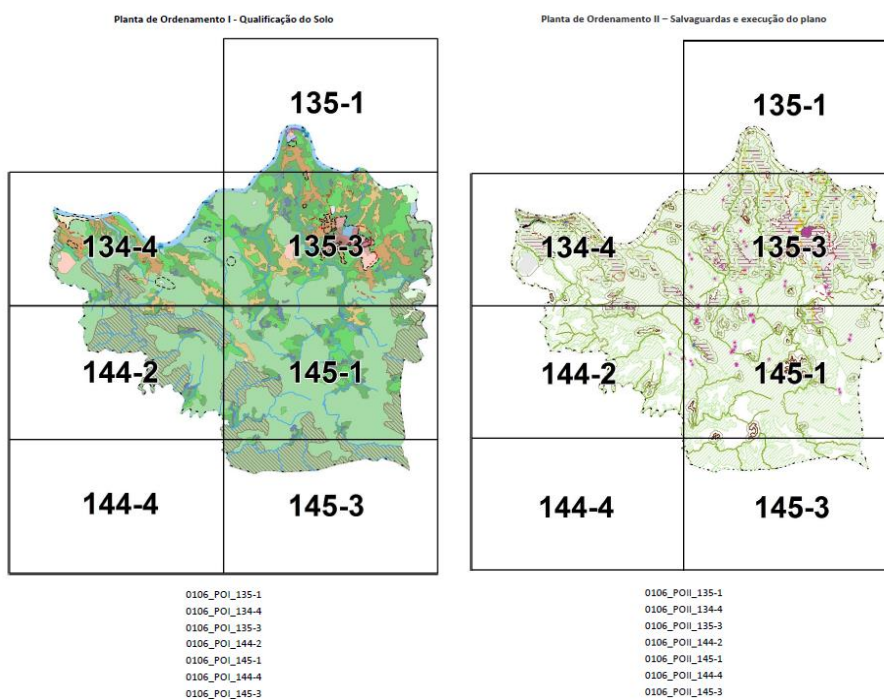 Planta de Ordenamento I - Qualificação do Solo
135-1
134-4
135-3
144-2
145-1
144-4
145-3
0106_POI_135-1
0106_POI_134-4
0106_POI_135-3
0106_POI_144-2
0106_POI_145-1
0106_POI_144-4
0106_POI_145-3
Planta de Ordenamento II – Salvaguardas e execução do plano
135-1
134-4
135-3
144-2
145-1
144-4
145-3
0106_POII_135-1
0106_POII_134-4
0106_POII_135-3
0106_POII_144-2
0106_POII_145-1
0106_POII_144-4
0106_POII_145-3